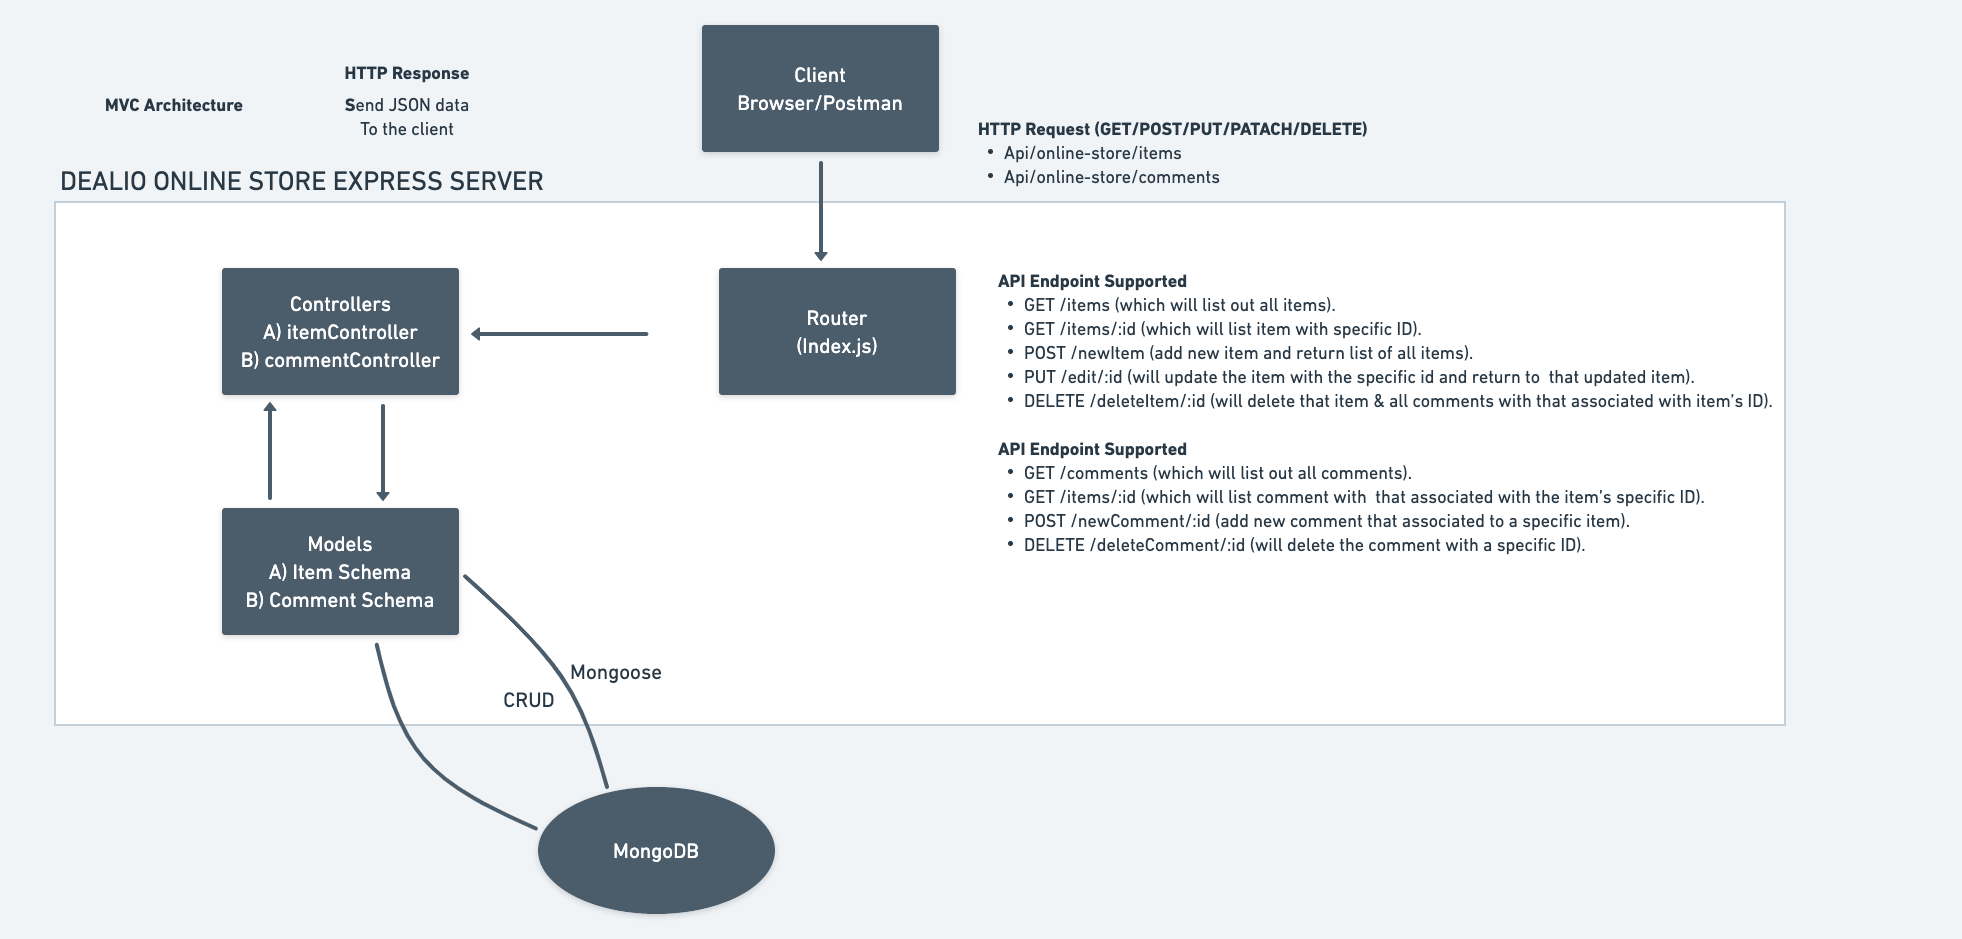 Client
Browser/Postman
HTTP Response
Send JSON data
To the client
MVC Architecture
HTTP Request (GET/POST/PUT/PATACH/DELETE)
• Api/online-store/items
• Api/online-store/comments
DEALIO ONLINE STORE EXPRESS SERVER
Controllers
A) itemController
B) commentController
Router
(Index.js)
API Endpoint Supported
• GET /items (which will list out all items).
• GET /items/:id (which will list item with specific ID).
• POST /newItem (add new item and return list of all items).
• PUT /edit/:id (will update the item with the specific id and return to  that updated item).
• DELETE /deleteItem/:id (will delete that item & all comments with that associated with item's ID).
API Endpoint Supported
• GET /comments (which will list out all comments).
• GET /items/:id (which will list comment with  that associated with the item's specific ID).
• POST /newComment/:id (add new comment that associated to a specific item).
• DELETE /deleteComment/:id (will delete the comment with a specific ID).
Models
A) Item Schema
B) Comment Schema
Mongoose
CRUD
MongoDB